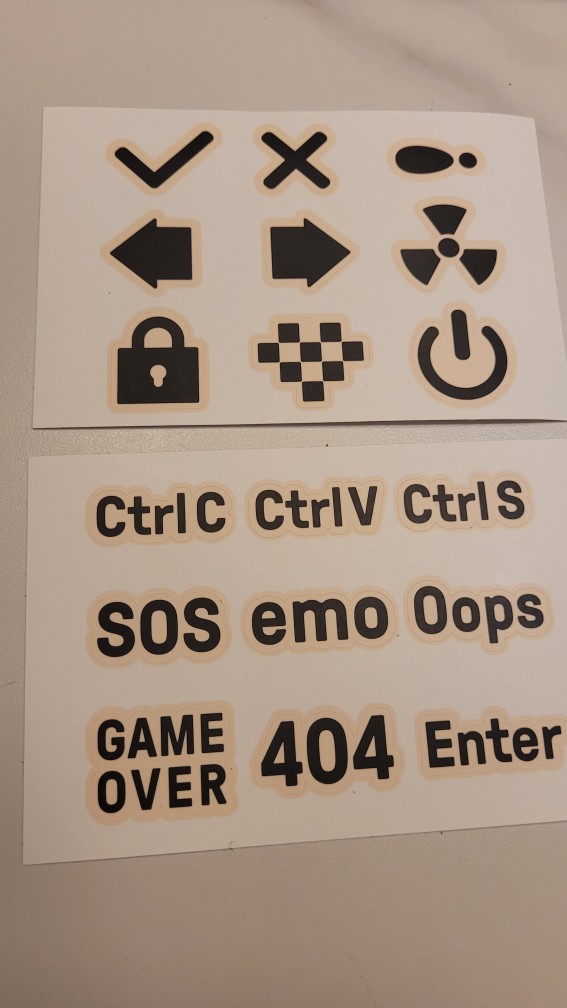 Ctrl C Ctrl V Ctrl S
SOS emo Oops
GAME
OVER
404 Enter